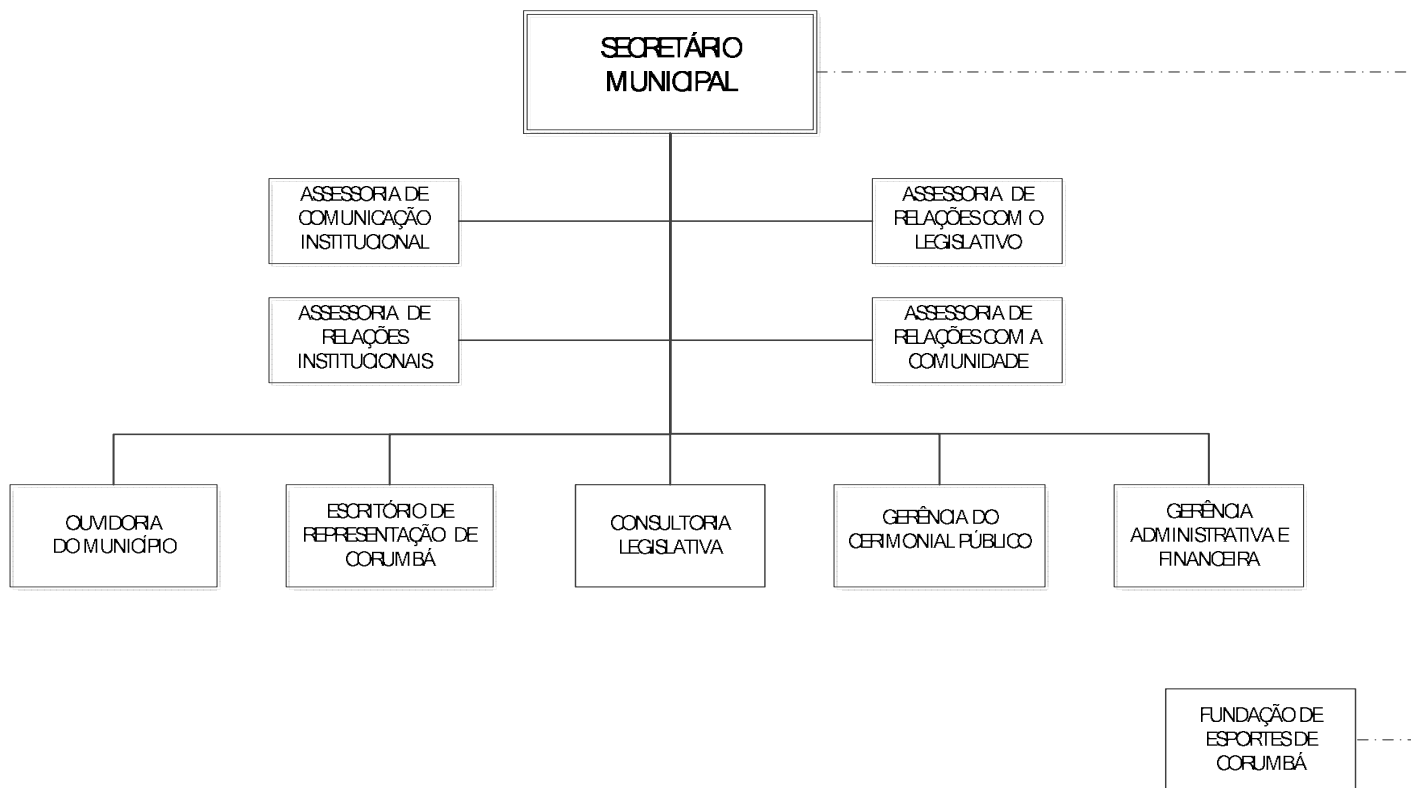 SECRETÁRIO
MUNICIPAL
ASSESSORIA DE
COMUNICAÇÃO
INSTITUCIONAL
ASSESSORIA DE
RELAÇÕES COM O
LEGISLATIVO
ASSESSORIA DE
RELAÇÕES
INSTITUCIONAIS
ASSESSORIA DE
RELAÇÕES COM A
COMUNIDADE
OUVIDORIA
DO MUNICÍPIO
ESCRITÓRIO DE
REPRESENTAÇÃO DE
CORUMBÁ
CONSULTORIA
LEGISLATIVA
GERÊNCIA DO
CERIMONIAL PÚBLICO
GERÊNCIA
ADMINISTRATIVA E
FINANCEIRA
FUNDAÇÃO DE
ESPORTES DE
CORUMBÁ